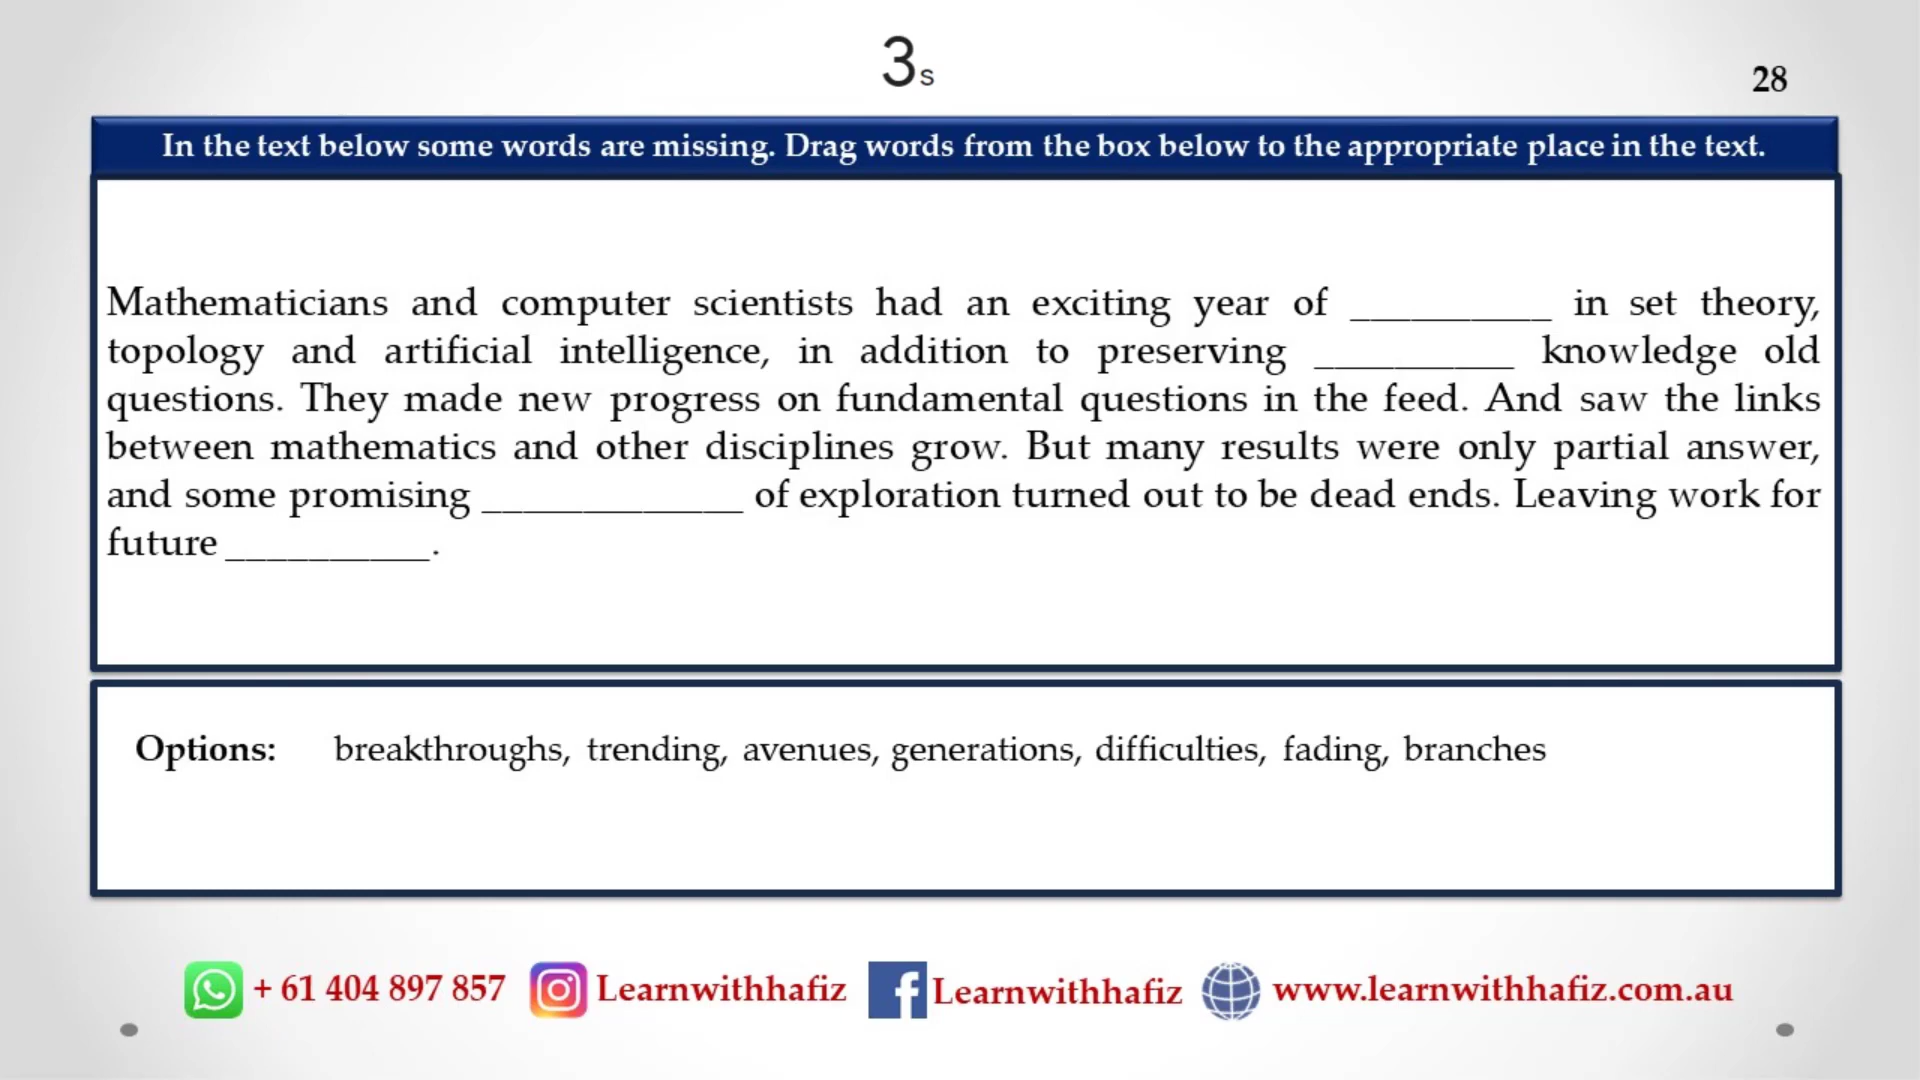 3s
28
In the text below some words are missing. Drag words from the box below to the appropriate place in the text.
Mathematicians and computer scientists had an exciting year of __________ in set theory,
topology and artificial intelligence, in addition to preserving __________ knowledge old
questions. They made new progress on fundamental questions in the feed. And saw the links
between mathematics and other disciplines grow. But many results were only partial answer,
and some promising _____________ of exploration turned out to be dead ends. Leaving work for
future __________.
Options: breakthroughs, trending, avenues, generations, difficulties, fading, branches
+ 61 404 897 857 Learnwithhafiz Learnwithhafiz www.learnwithhafiz.com.au